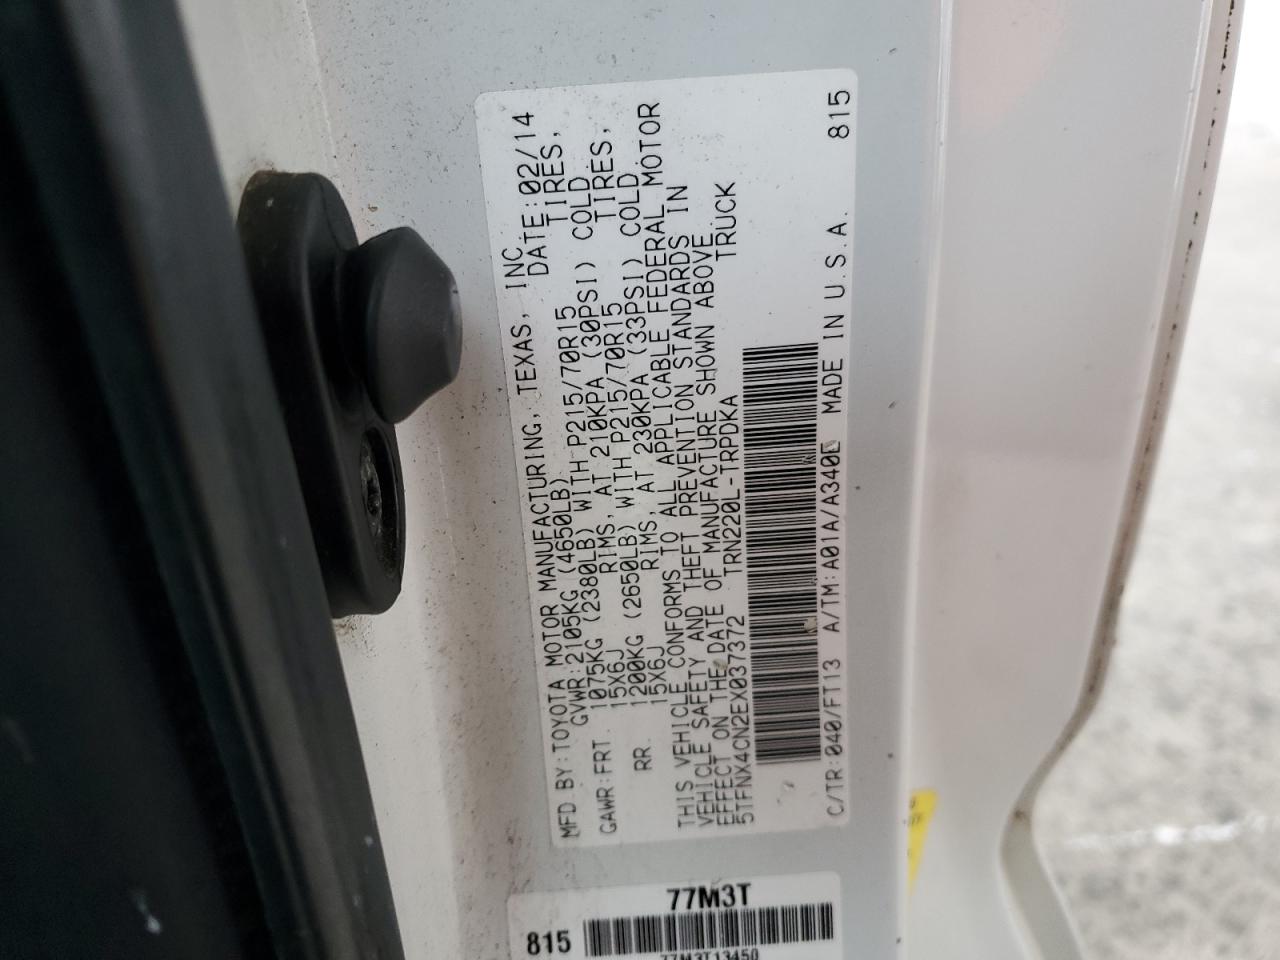 MFD BY:TOYOTA MOTOR MANUFACTURING, TEXAS, INC.
GVWR:2105KG (4650LB) DATE:02/14
GAWR:FRT. 1075KG (2380LB) WITH P215/70R15 TIRES,
15X6J RIMS, AT 210KPA (30PSI) COLD
RR. 1200KG (2650LB) WITH P215/70R15 TIRES,
15X6J RIMS, AT 230KPA (33PSI) COLD
THIS VEHICLE CONFORMS TO ALL APPLICABLE FEDERAL MOTOR
VEHICLE SAFETY AND THEFT PREVENTION STANDARDS IN
EFFECT ON THE DATE OF MANUFACTURE SHOWN ABOVE.
5TFNX4CN2EX037372 TRN220L-TRPDKA TRUCK
C/TR:040/FT13 A/TM:A01A/A340E MADE IN U.S.A. 815
77M3T
815
77M3T13450